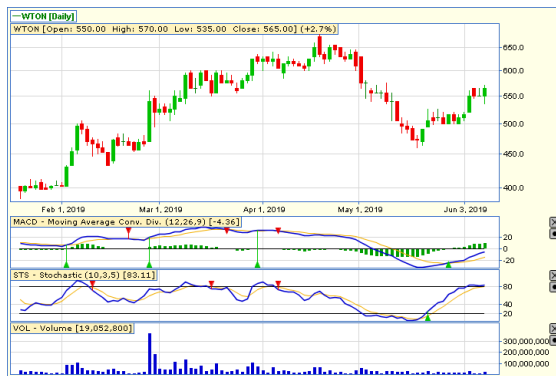 WTON [Daily]
WTON [Open: 550.00 High: 570.00 Low: 535.00 Close: 565.00] (+2.7%)
650.0
600.0
550.0
500.0
450.0
400.0
Feb 1, 2019 Mar 1, 2019 Apr 1, 2019 May 1, 2019 Jun 3, 2019
MACD - Moving Average Conv. Div. (12,26,9) [-4.36]
20
0
-20
STS - Stochastic (10,3,5) [83.11]
80
60
40
20
VOL - Volume [19,052,800]
300,000,000
200,000,000
100,000,000